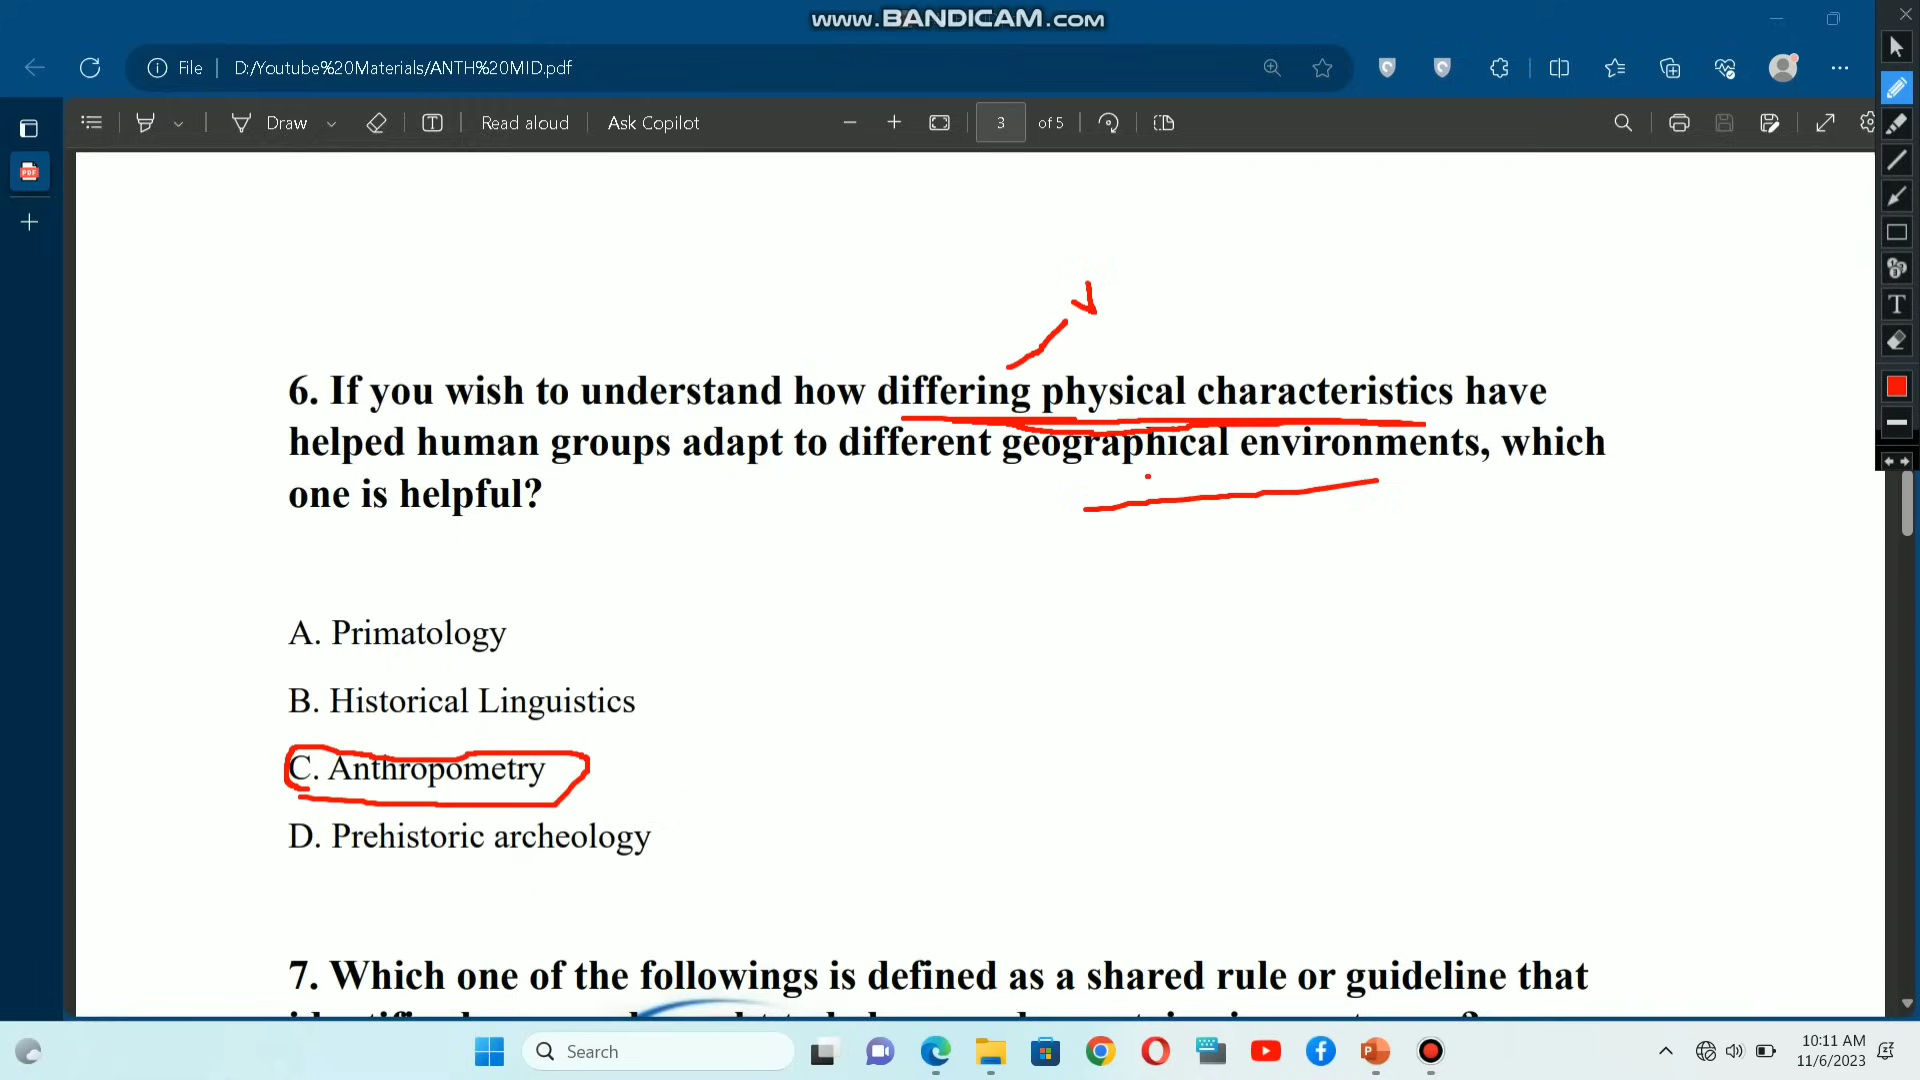 www.BANDICAM.com
File
D:/Youtube%20Materials/ANTH%20MID.pdf
Draw
Read aloud
Ask Copilot
3
of 5
6. If you wish to understand how differing physical characteristics have
helped human groups adapt to different geographical environments, which
one is helpful?
A. Primatology
B. Historical Linguistics
C. Anthropometry
D. Prehistoric archeology
7. Which one of the followings is defined as a shared rule or guideline that
Search
10:11 AM
11/6/2023